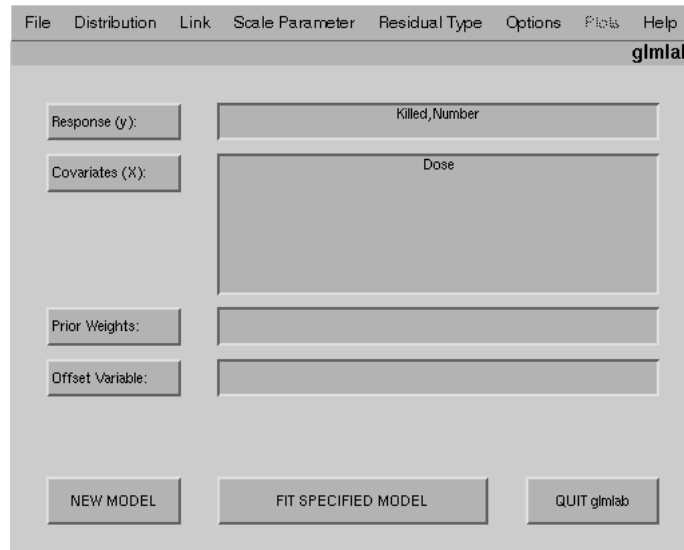 File Distribution Link Scale Parameter Residual Type Options Plots Help
glmlal
Response (y): Killed,Number
Covariates (X): Dose
Prior Weights:
Offset Variable:
NEW MODEL FIT SPECIFIED MODEL QUIT glmlab